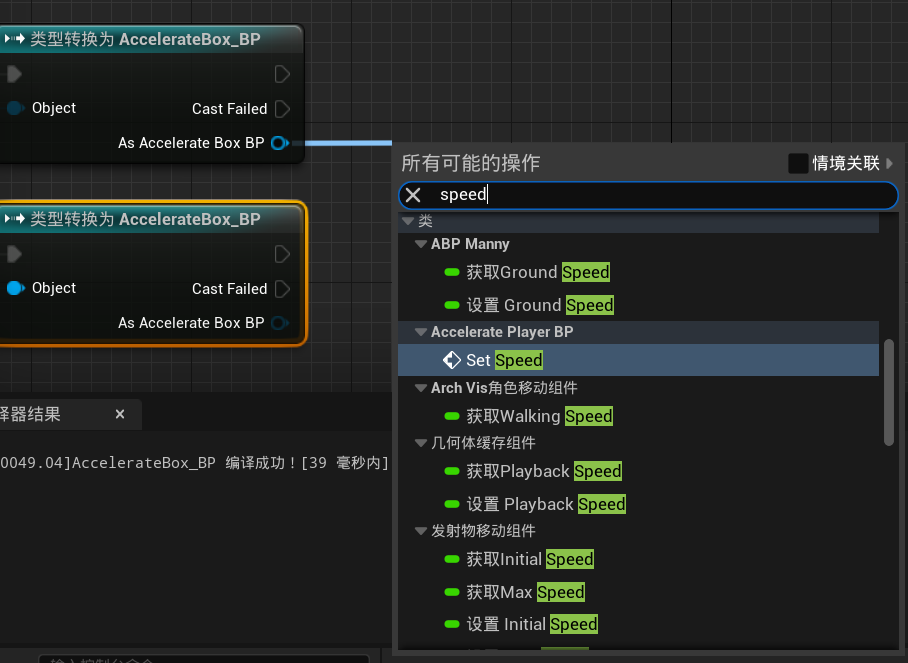 类型转换为 AccelerateBox_BP
Object
Cast Failed
As Accelerate Box BP
类型转换为 AccelerateBox_BP
Object
Cast Failed
As Accelerate Box BP
译器结果
0049.04]AccelerateBox_BP 编译成功！[39 毫秒内]
所有可能的操作
情境关联
speed
类
ABP Manny
获取Ground Speed
设置 Ground Speed
Accelerate Player BP
Set Speed
Arch Vis角色移动组件
获取Walking Speed
几何体缓存组件
获取Playback Speed
设置 Playback Speed
发射物移动组件
获取Initial Speed
获取Max Speed
设置 Initial Speed